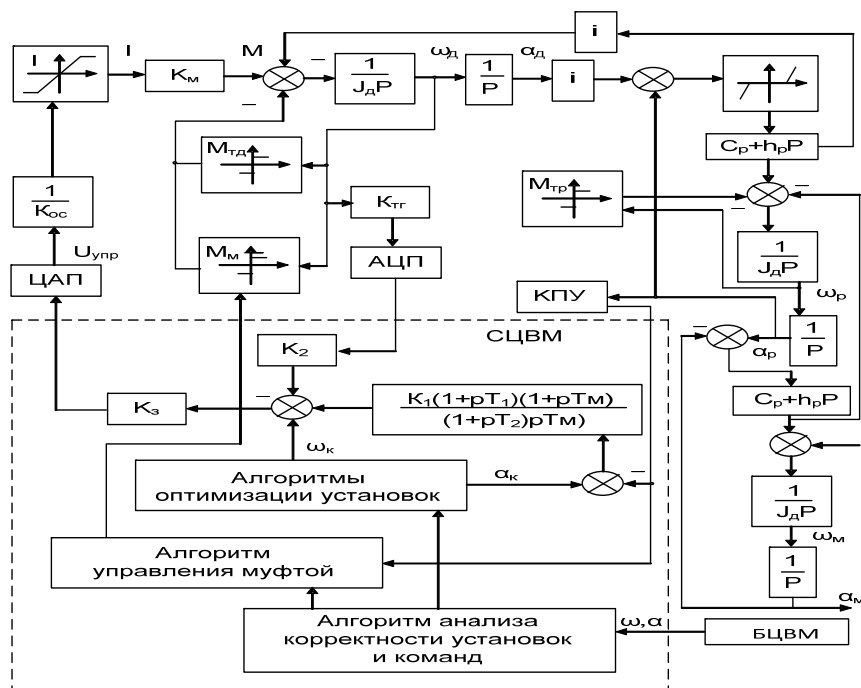 i
I
I
Kм
M
−
1
JдP
ωд
1
P
αд
i
−
Cр+hрP
Mтд
Mтр
−
−
1
Kос
Kтг
1
JдP
Uупр
Mм
АЦП
ЦАП
КПУ
ωр
СЦВМ
−
αр
1
P
K2
K1(1+pT1)(1+pTм)
(1+pT2)pTм)
Cр+hрP
Kз
−
ωк
Алгоритмы
оптимизации установок
αк
−
1
JдP
Алгоритм
управления муфтой
ωм
1
P
αм
Алгоритм анализа
корректности установок
и команд
ω,α
БЦВМ